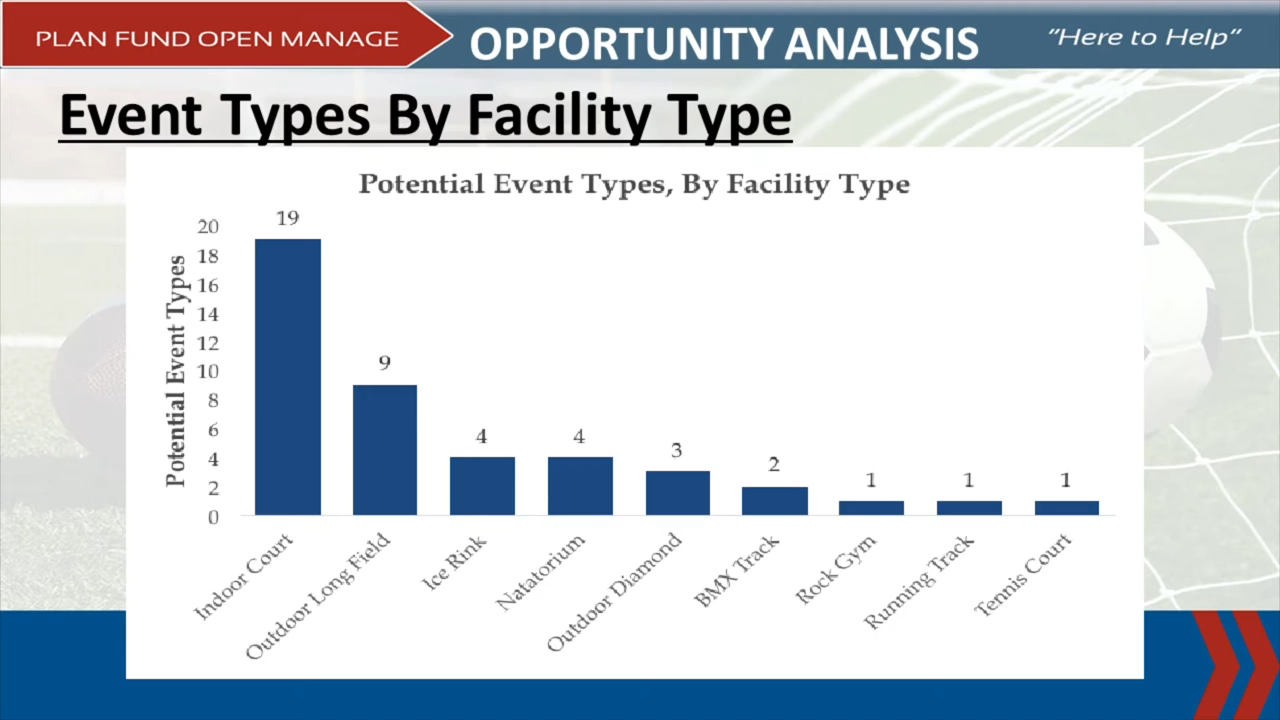 PLAN FUND OPEN MANAGE
OPPORTUNITY ANALYSIS
"Here to Help"
Event Types By Facility Type
Potential Event Types, By Facility Type
Potential Event Types
20
18
16
14
12
10
8
6
4
2
0
19
9
4
4
3
2
1
1
1
Indoor Court
Outdoor Long Field
Ice Rink
Natatorium
Outdoor Diamond
BMX Track
Rock Gym
Running Track
Tennis Court